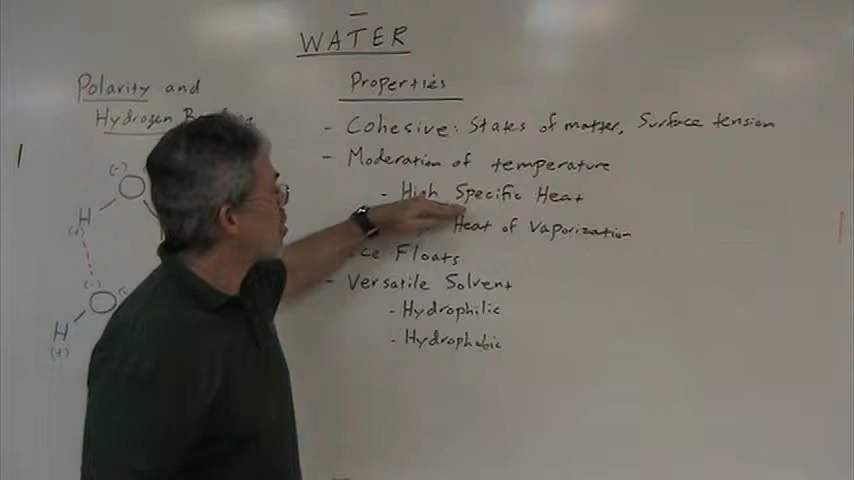 WATER
Polarity and
Hydrogen
Properties
- Cohesive: States of matter, Surface tension
- Moderation of temperature
- High Specific Heat
Heat of Vaporization
ce Floats
- Versatile Solvent
- Hydrophilic
- Hydrophobic
(-)
H
(+)
(-)
H
(+)